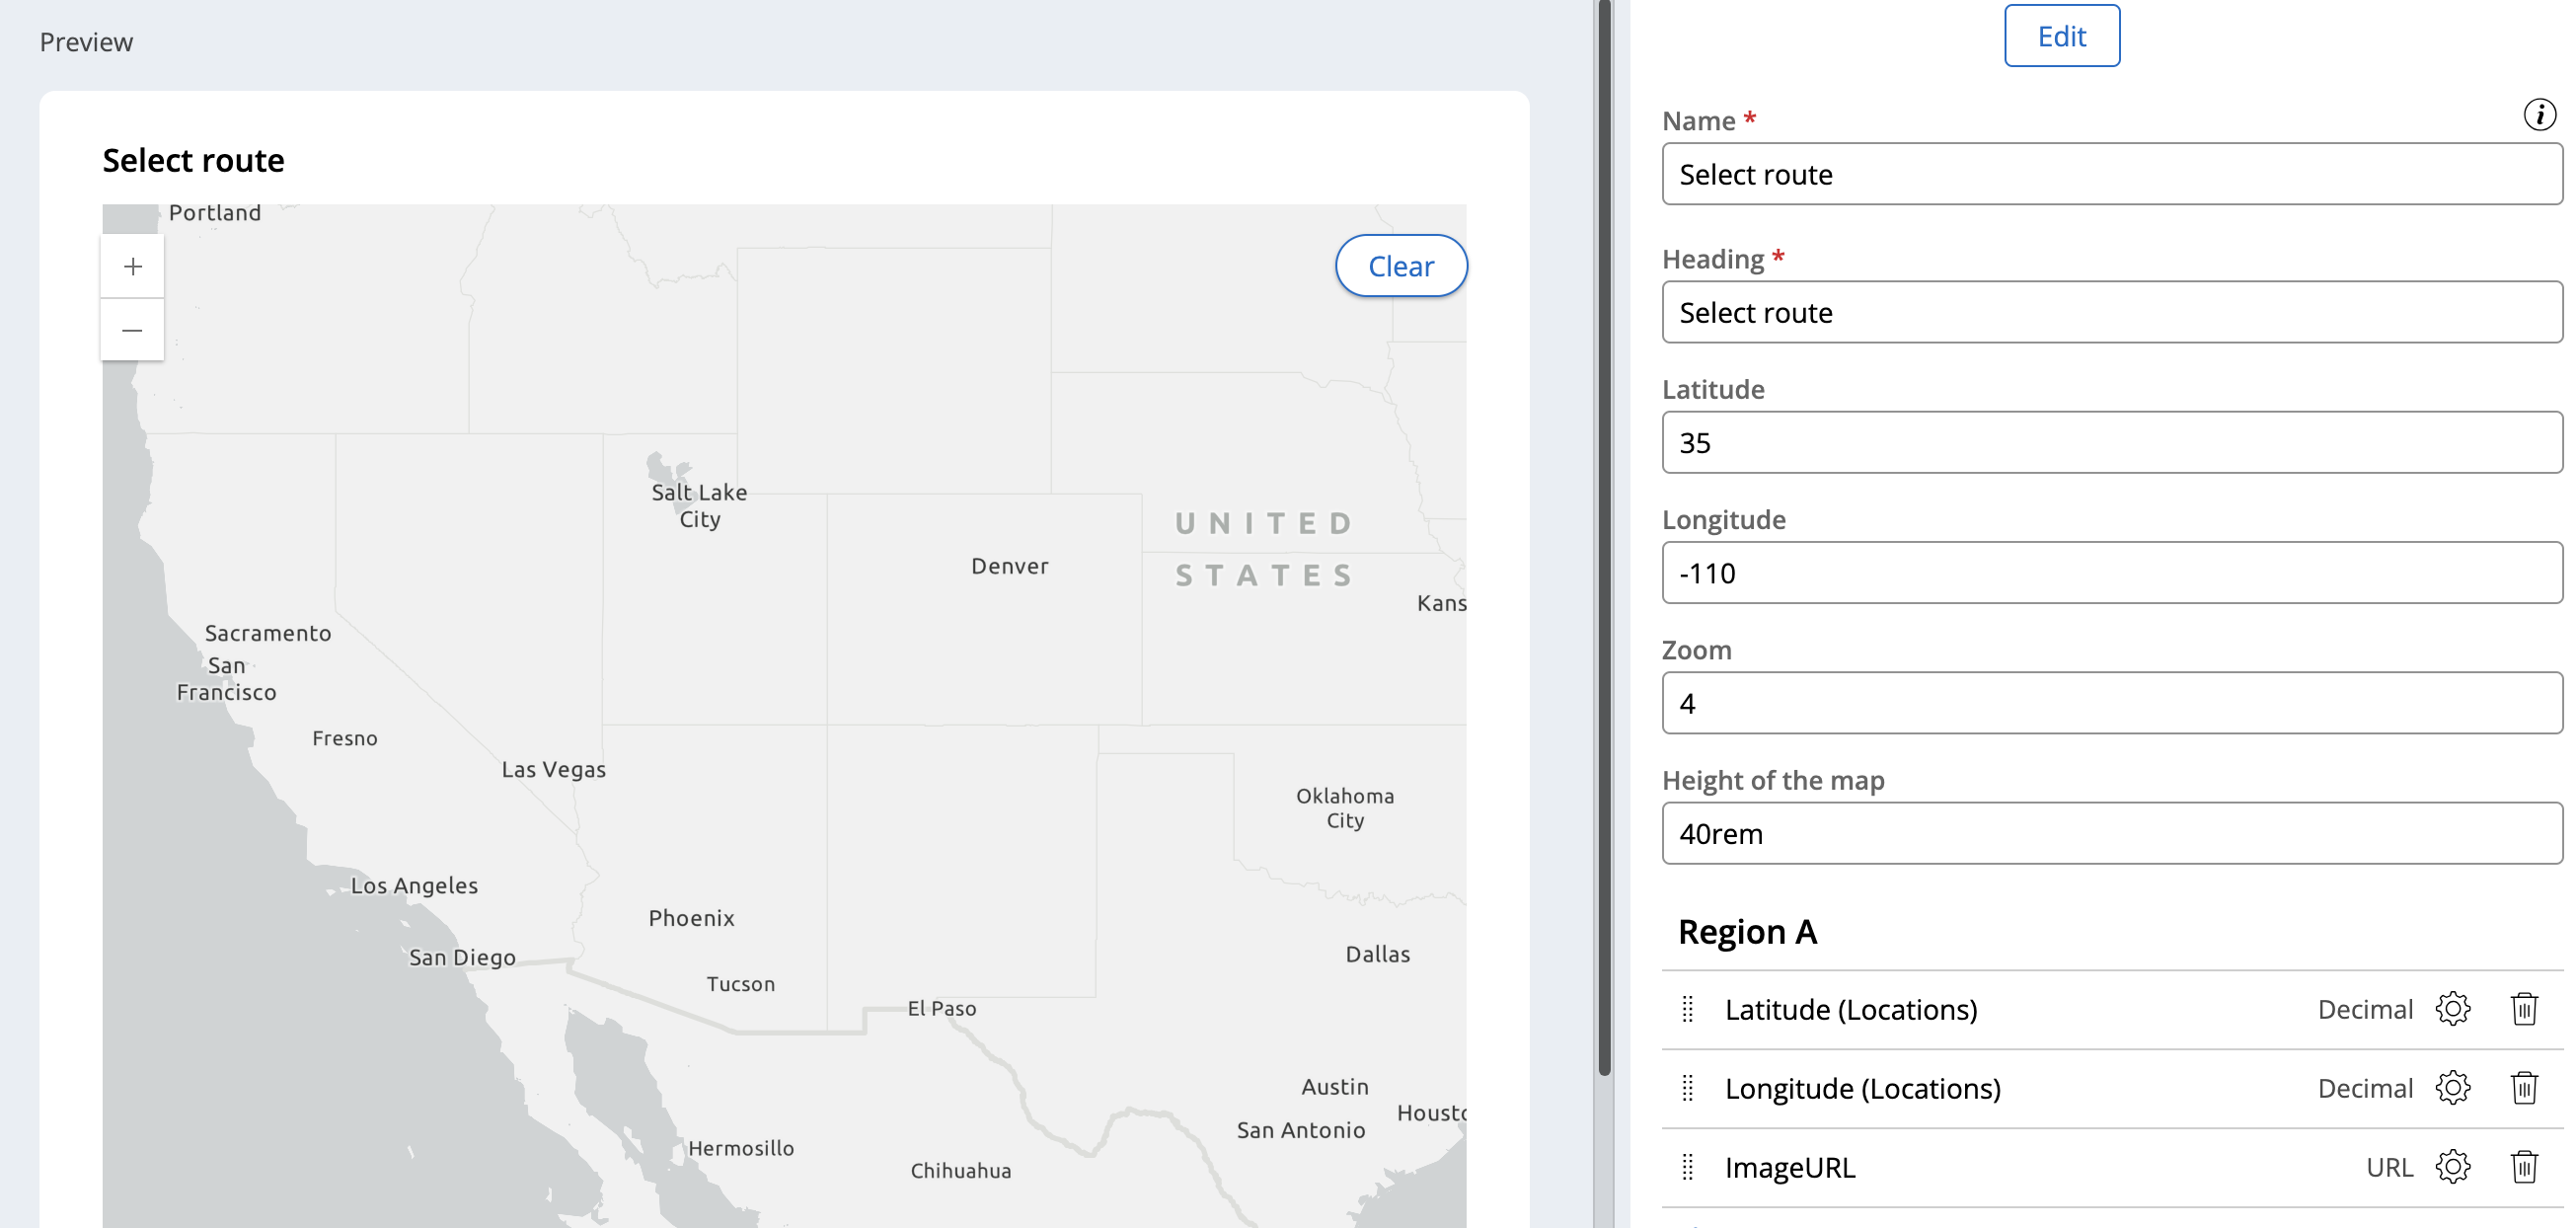 Preview
Select route
Portland
+
−
Clear
Salt Lake
City
UNITED
STATES
Denver
Kans
Sacramento
San
Francisco
Fresno
Las Vegas
Oklahoma
City
Los Angeles
Phoenix
Dallas
San Diego
Tucson
El Paso
Austin
Housto
San Antonio
Hermosillo
Chihuahua
Edit
Name *
i
Select route
Heading *
Select route
Latitude
35
Longitude
-110
Zoom
4
Height of the map
40rem
Region A
Latitude (Locations) Decimal
Longitude (Locations) Decimal
ImageURL URL